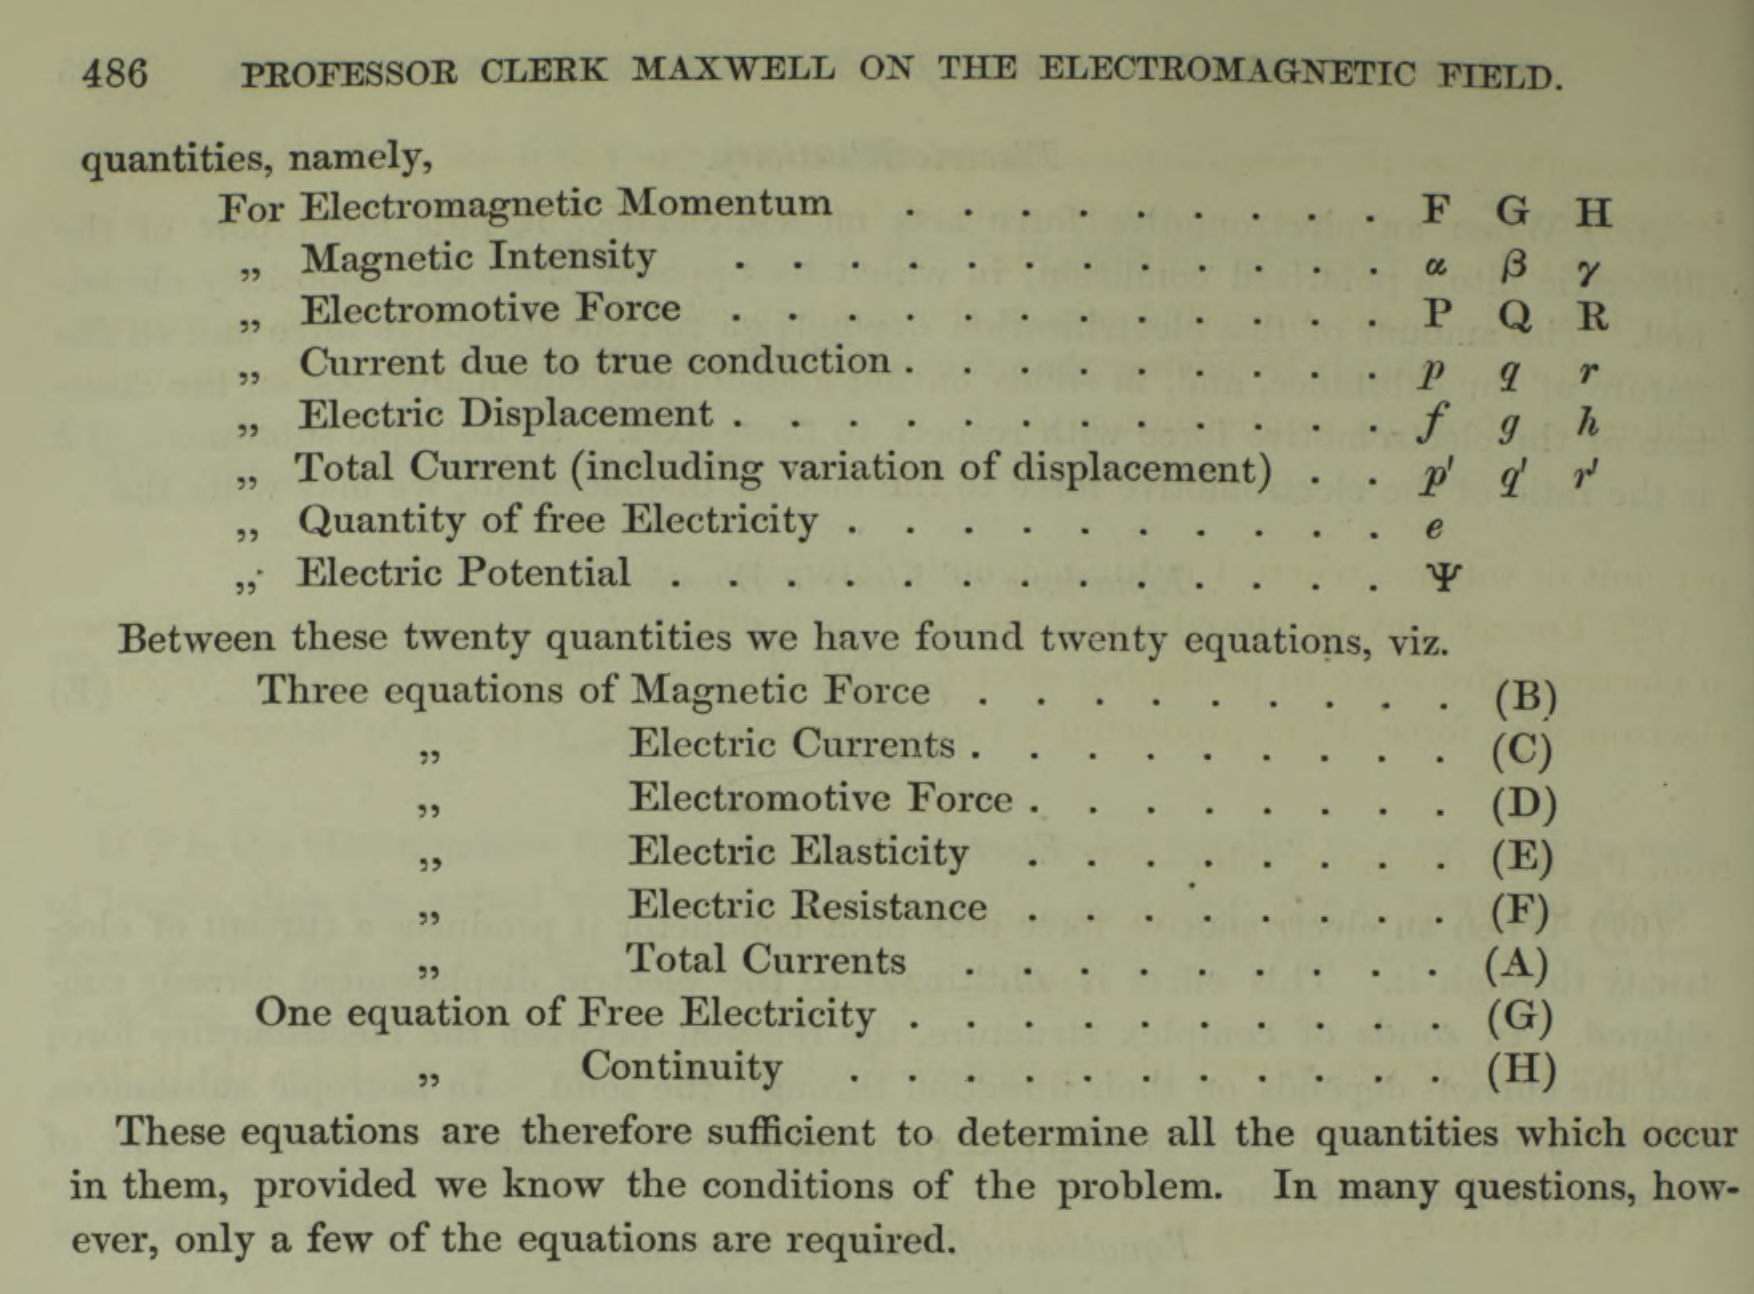 486 PROFESSOR CLERK MAXWELL ON THE ELECTROMAGNETIC FIELD.
quantities, namely,
For Electromagnetic Momentum . . . . . . . . . F G H
„ Magnetic Intensity . . . . . . . . . . . . α β γ
„ Electromotive Force . . . . . . . . . . . . P Q R
„ Current due to true conduction . . . . . . . . . p q r
„ Electric Displacement . . . . . . . . . . . . f g h
„ Total Current (including variation of displacement) . . p' q' r'
„ Quantity of free Electricity . . . . . . . . . . e
„ Electric Potential . . . . . . . . . . . . . Ψ
Between these twenty quantities we have found twenty equations, viz.
Three equations of Magnetic Force . . . . . . . . . (B)
„ Electric Currents . . . . . . . . . (C)
„ Electromotive Force . . . . . . . . (D)
„ Electric Elasticity . . . . . . . . (E)
„ Electric Resistance . . . . . . . . (F)
„ Total Currents . . . . . . . . . (A)
One equation of Free Electricity . . . . . . . . . . (G)
„ Continuity . . . . . . . . . . . (H)
These equations are therefore sufficient to determine all the quantities which occur
in them, provided we know the conditions of the problem. In many questions, how-
ever, only a few of the equations are required.